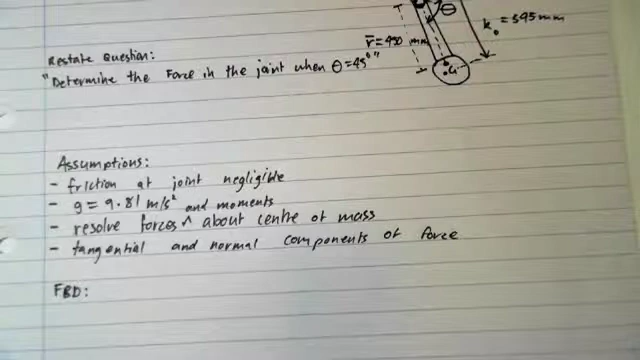 θ
k₀ = 595 mm
r̄=450 mm
G
Restate Question:
"Determine the Force in the joint when θ=45°"
Assumptions:
- friction at joint negligible
- g = 9.81 m/s²
- resolve forces ^ and moments about centre of mass
- tangential and normal components of force
FBD: